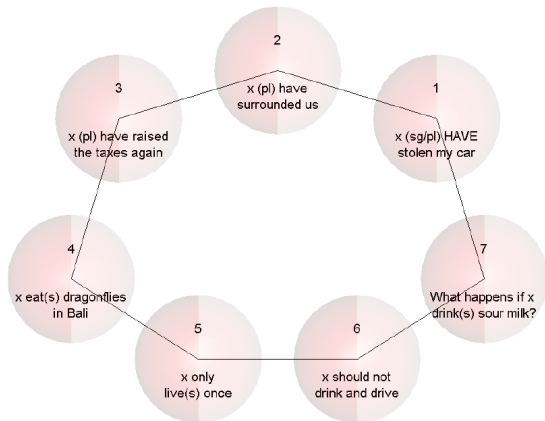 2
x (pl) have
surrounded us
3
x (pl) have raised
the taxes again
1
x (sg/pl) HAVE
stolen my car
4
x eat(s) dragonflies
in Bali
7
What happens if x
drink(s) sour milk?
5
x only
live(s) once
6
x should not
drink and drive